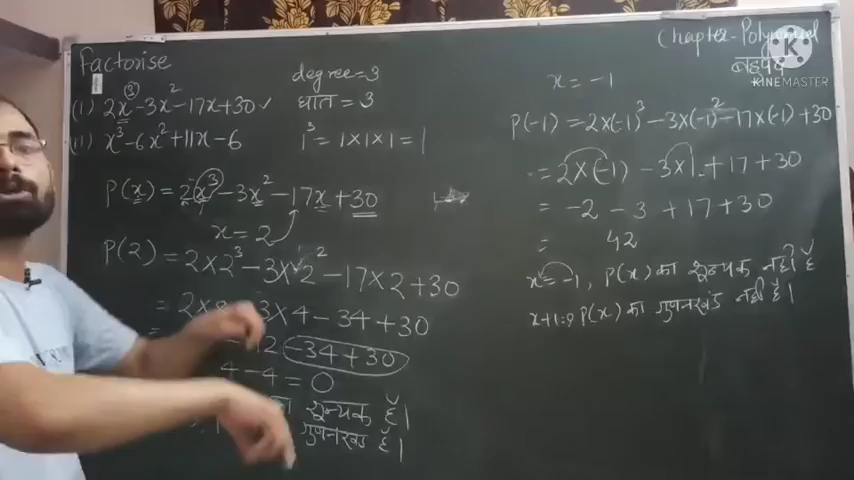 Factorise
(i) 2x³-3x²-17x+30 ✓
(ii) x³-6x²+11x-6
degree=3
घात=3
1³= 1×1×1=1
P(x)=2x³-3x²-17x+30
x=2
P(2)=2×2³-3×2²-17×2+30
3×4-34+30
-34+30
4-4=0
शून्यक है।
गुणनखंड है।
Chapter-Polynomial
बहुपद
K
KINEMASTER
x=-1
P(-1)=2×(-1)³-3×(-1)²-17×(-1)+30
=2×(-1)-3×1+17+30
= -2-3+17+30
= 42
x=-1, P(x) का शून्यक नहीं है
P(x) का गुणनखंड नहीं है।